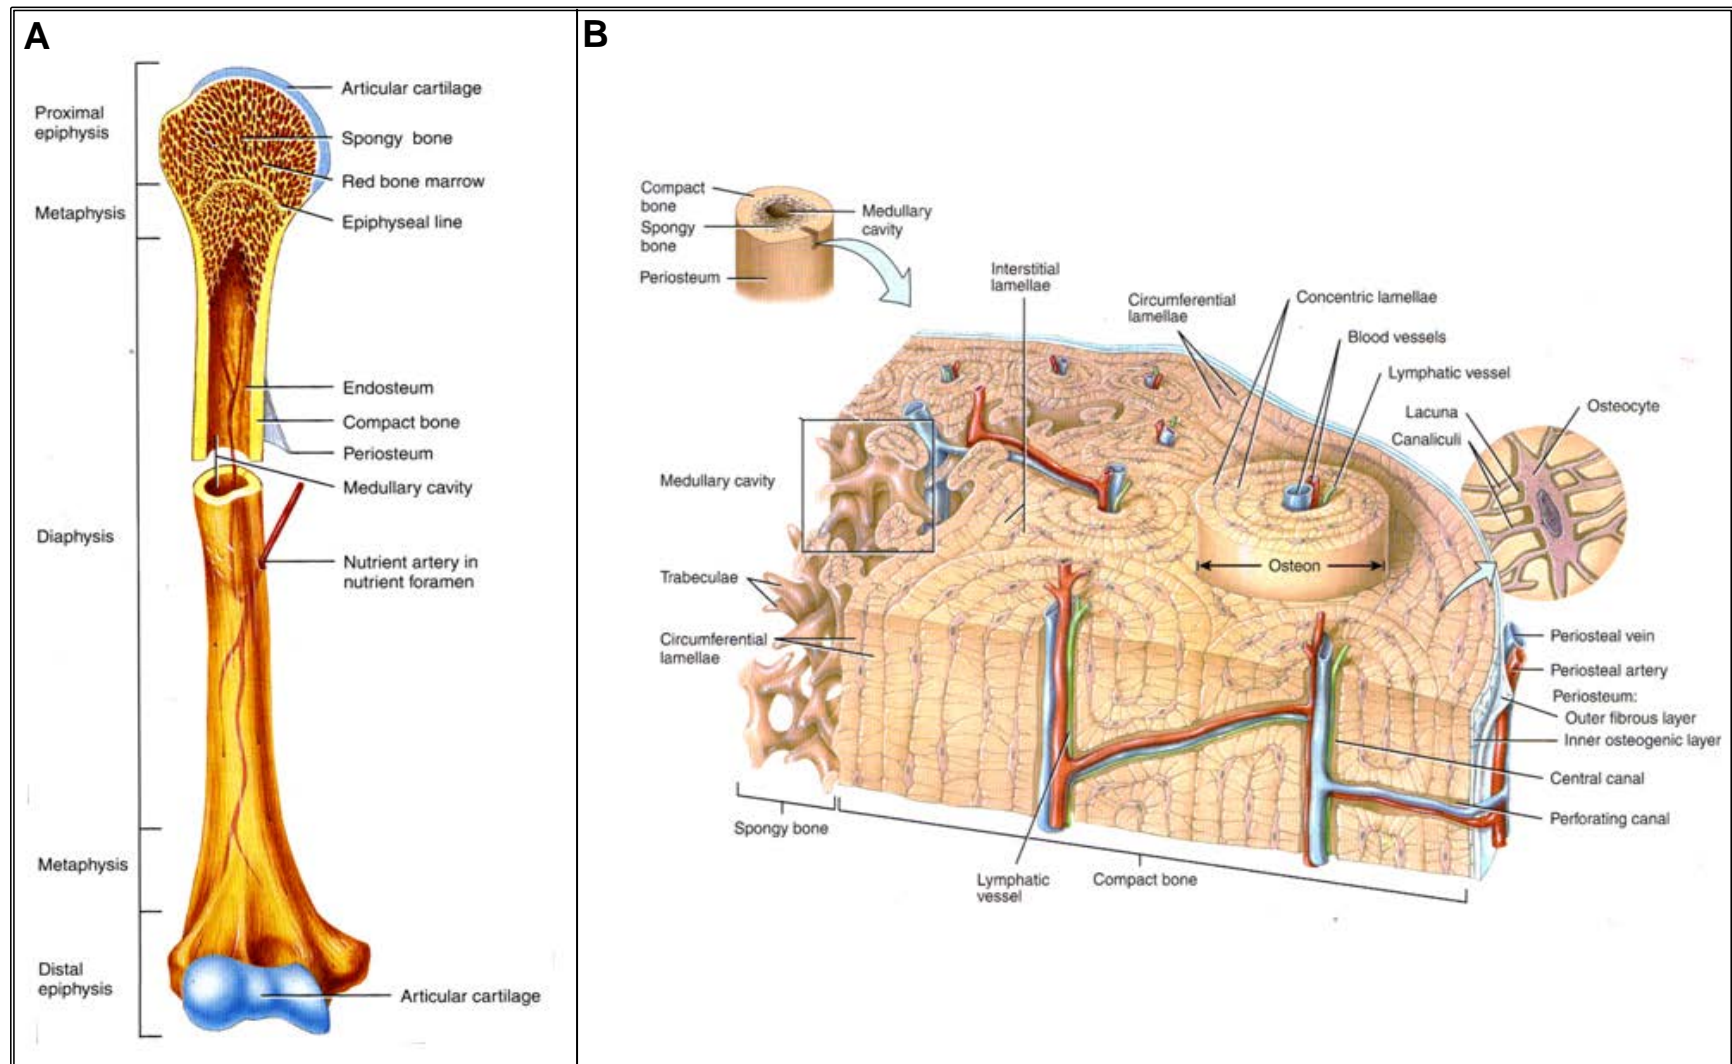 A
Proximal
epiphysis
Metaphysis
Diaphysis
Metaphysis
Distal
epiphysis
Articular cartilage
Spongy bone
Red bone marrow
Epiphyseal line
Endosteum
Compact bone
Periosteum
Medullary cavity
Nutrient artery in
nutrient foramen
Articular cartilage
B
Compact
bone
Spongy
bone
Periosteum
Medullary
cavity
Interstitial
lamellae
Circumferential
lamellae
Concentric lamellae
Blood vessels
Lymphatic vessel
Lacuna
Canaliculi
Osteocyte
Medullary cavity
Trabeculae
Circumferential
lamellae
Osteon
Periosteal vein
Periosteal artery
Periosteum:
Outer fibrous layer
Inner osteogenic layer
Central canal
Perforating canal
Spongy bone
Lymphatic
vessel
Compact bone